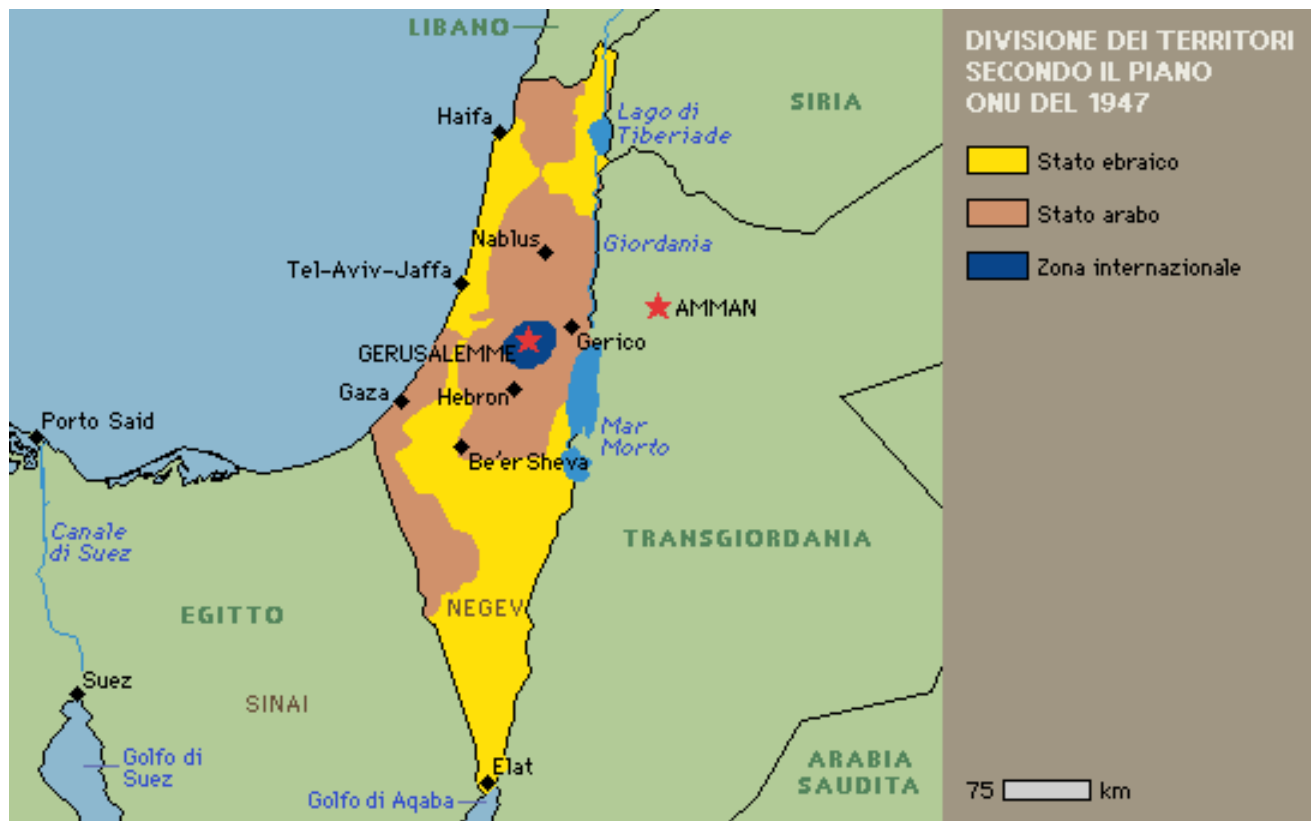 LIBANO
DIVISIONE DEI TERRITORI
SECONDO IL PIANO
ONU DEL 1947
SIRIA
Haifa
Lago di
Tiberiade
Stato ebraico
Stato arabo
Nablus
Giordania
Tel-Aviv-Jaffa
Zona internazionale
AMMAN
Gerico
GERUSALEMME
Gaza
Hebron
Porto Said
Mar
Morto
Be'er Sheva
Canale
di Suez
TRANSGIORDANIA
NEGEV
EGITTO
Suez
SINAI
Golfo di
Suez
Elat
ARABIA
SAUDITA
Golfo di Aqaba
75 km